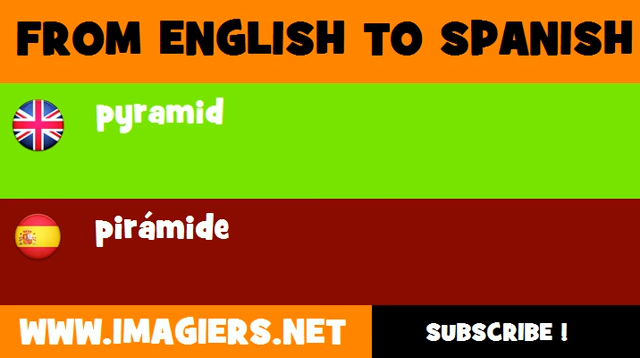 FROM ENGLISH TO SPANISH
pyramid
pirámide
WWW.IMAGIERS.NET
SUBSCRIBE !